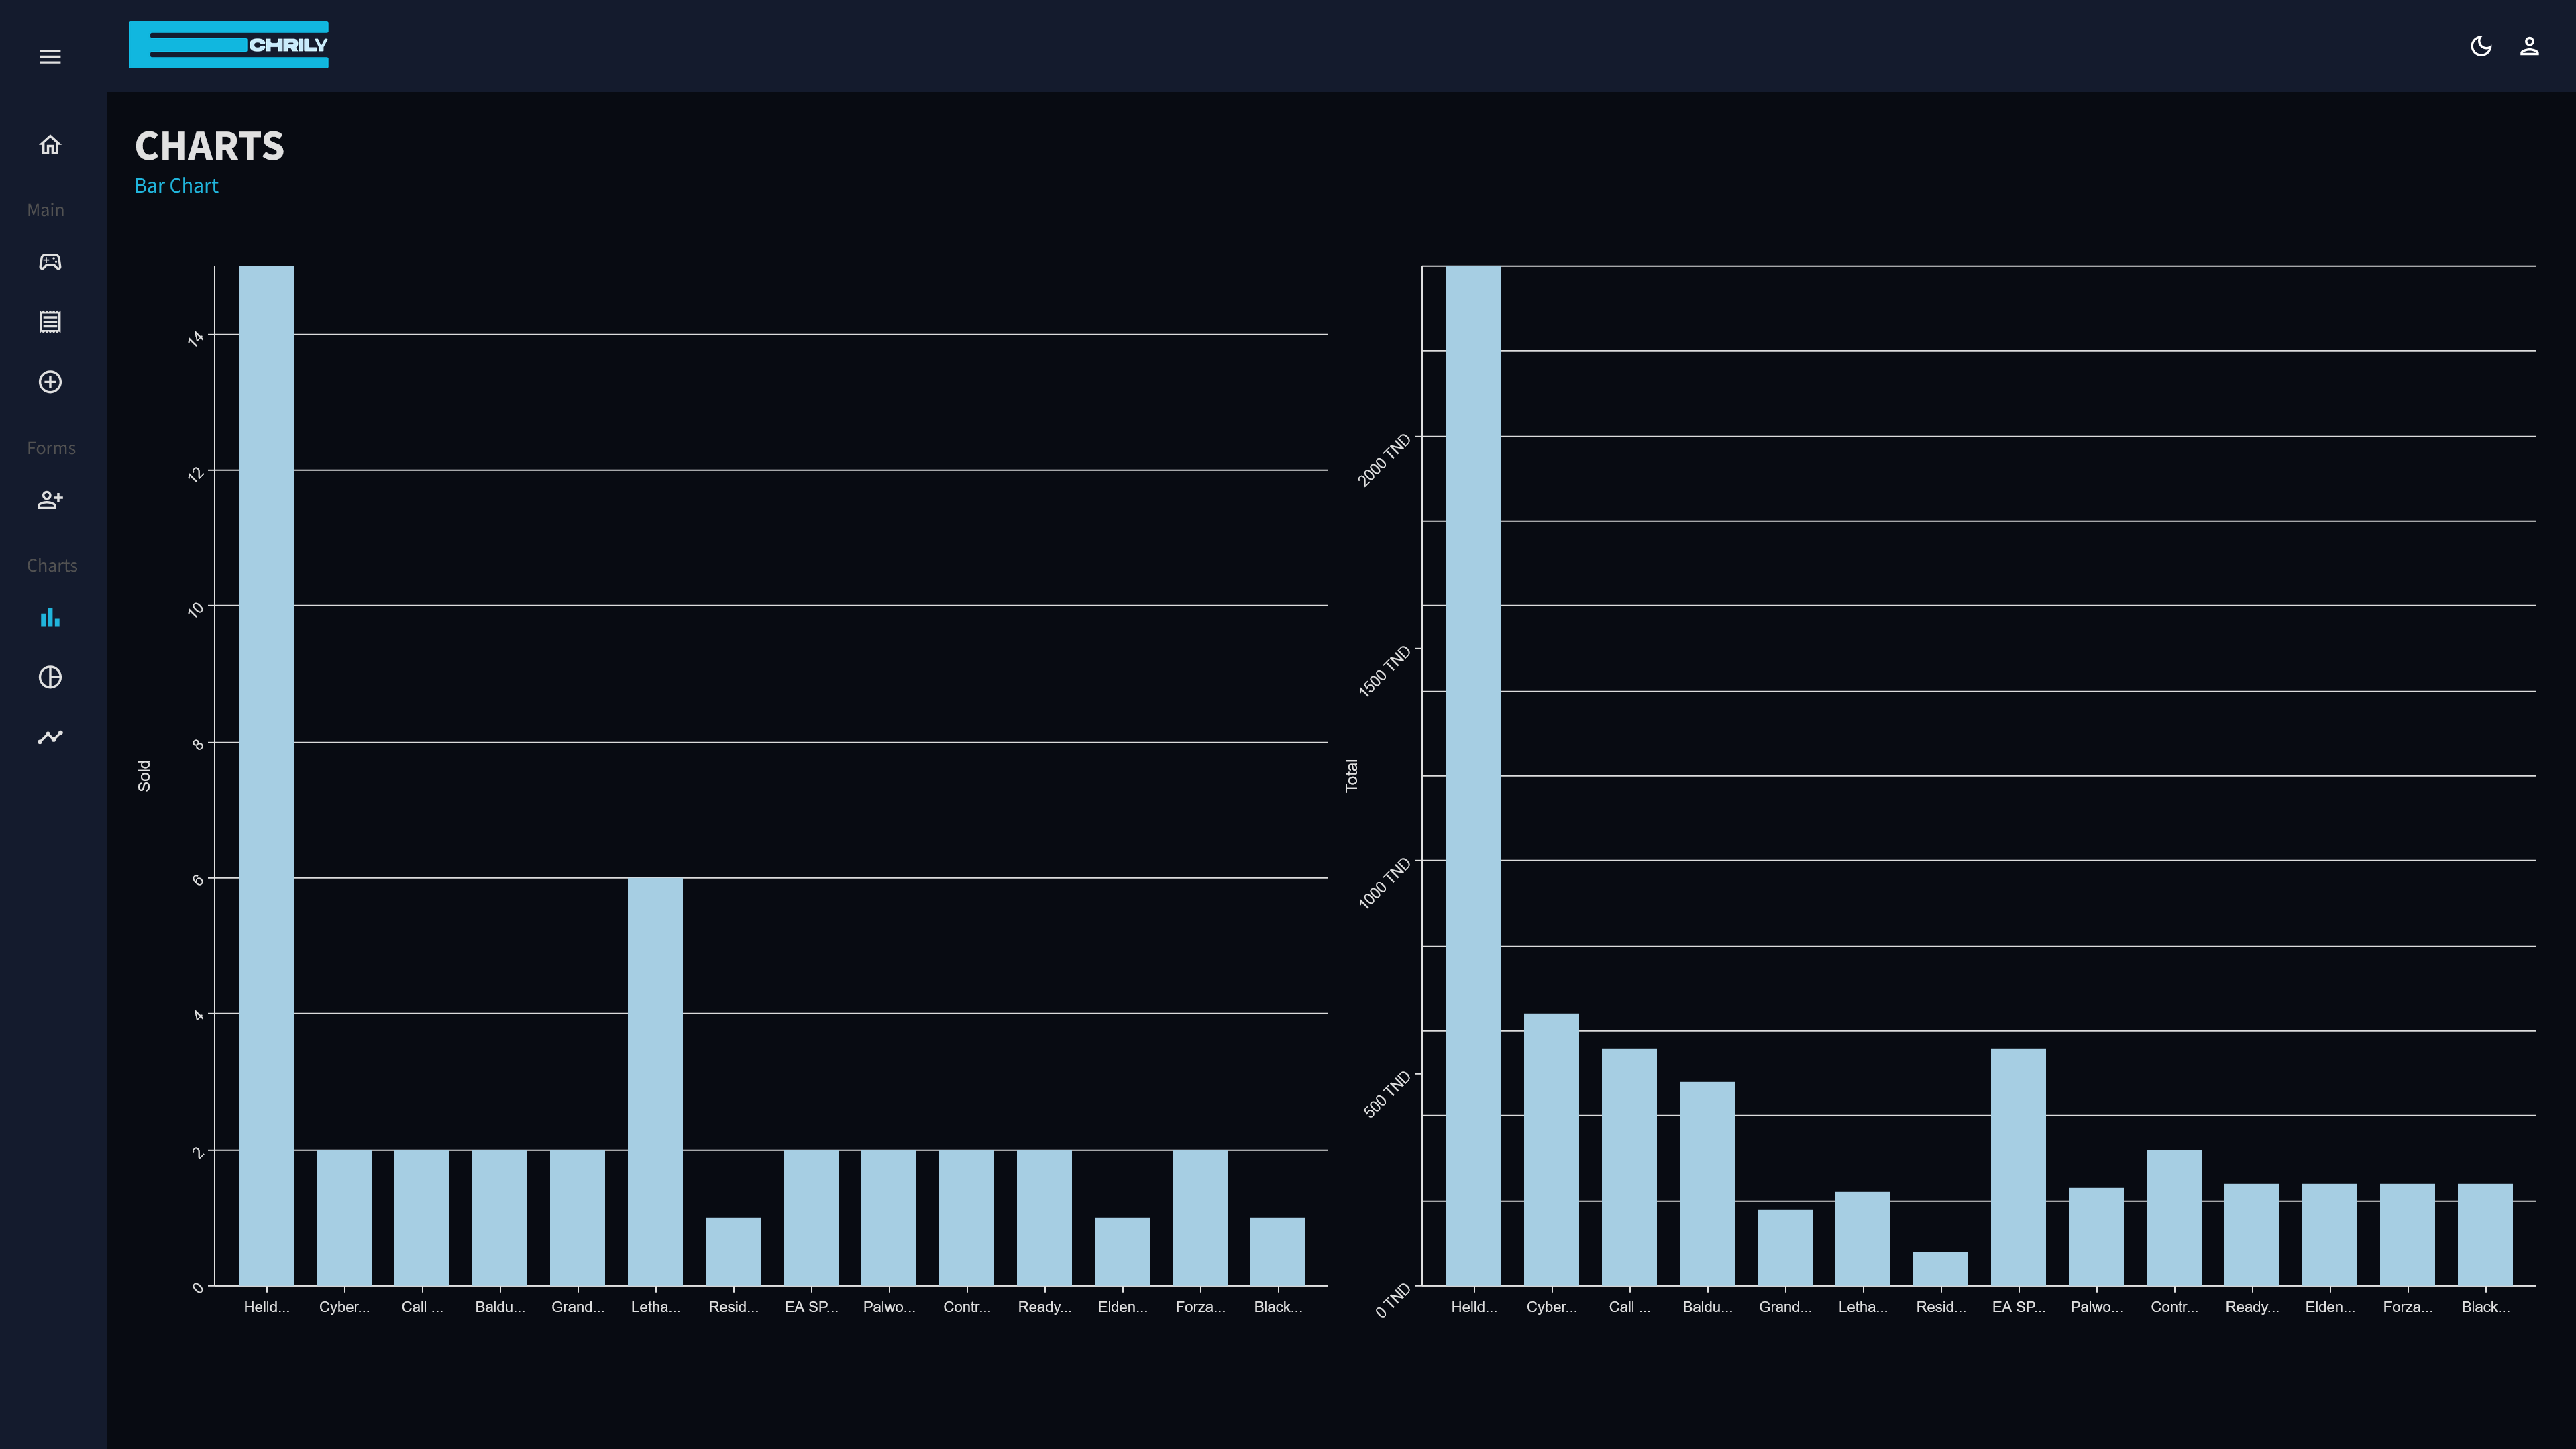 CHRILY
CHARTS
Bar Chart
Main
Forms
Charts
Sold
14
12
10
8
6
4
2
0
Helld... Cyber... Call ... Baldu... Grand... Letha... Resid... EA SP... Palwo... Contr... Ready... Elden... Forza... Black...
Total
2000 TND
1500 TND
1000 TND
500 TND
0 TND
Helld... Cyber... Call ... Baldu... Grand... Letha... Resid... EA SP... Palwo... Contr... Ready... Elden... Forza... Black...